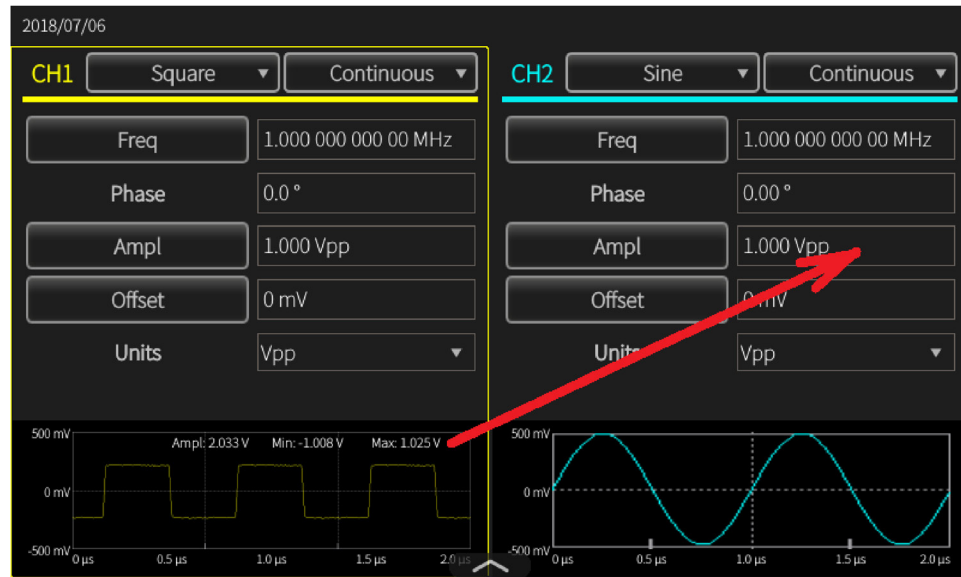 2018/07/06
CH1 Square Continuous
Freq 1.000 000 000 00 MHz
Phase 0.0 °
Ampl 1.000 Vpp
Offset 0 mV
Units Vpp
500 mV Ampl: 2.033 V Min: -1.008 V Max: 1.025 V
0 mV
-500 mV
0 µs 0.5 µs 1.0 µs 1.5 µs 2.0 µs
CH2 Sine Continuous
Freq 1.000 000 000 00 MHz
Phase 0.00 °
Ampl 1.000 Vpp
Offset 0 mV
Units Vpp
500 mV
0 mV
-500 mV
0 µs 0.5 µs 1.0 µs 1.5 µs 2.0 µs